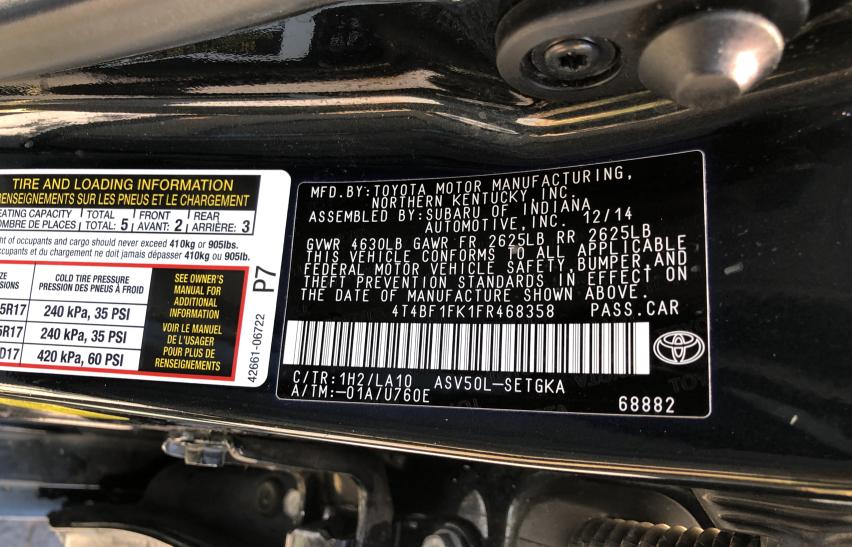 TIRE AND LOADING INFORMATION
RENSEIGNEMENTS SUR LES PNEUS ET LE CHARGEMENT
CAPACITY TOTAL FRONT REAR
DE PLACES TOTAL: 5 AVANT: 2 ARRIÈRE: 3
of occupants and cargo should never exceed 410kg or 905lbs.
occupants et du chargement ne doit jamais dépasser 410kg ou 905lb.
COLD TIRE PRESSURE
PRESSION DES PNEUS À FROID
5R17 240 kPa, 35 PSI
5R17 240 kPa, 35 PSI
D17 420 kPa, 60 PSI
SEE OWNER'S
MANUAL FOR
ADDITIONAL
INFORMATION
VOIR LE MANUEL
DE L'USAGER
POUR PLUS DE
RENSEIGNEMENTS
P7
42661-06722
MFD.BY:TOYOTA MOTOR MANUFACTURING,
NORTHERN KENTUCKY INC.
ASSEMBLED BY:SUBARU OF INDIANA
AUTOMOTIVE, INC. 12/14
GVWR 4630LB GAWR FR 2625LB RR 2625LB
THIS VEHICLE CONFORMS TO ALL APPLICABLE
FEDERAL MOTOR VEHICLE SAFETY,BUMPER,AND
THEFT PREVENTION STANDARDS IN EFFECT ON
THE DATE OF MANUFACTURE SHOWN ABOVE.
4T4BF1FK1FR468358 PASS.CAR
C/TR:1H2/LA10 ASV50L-SETGKA
A/TM:-01A/U760E
68882